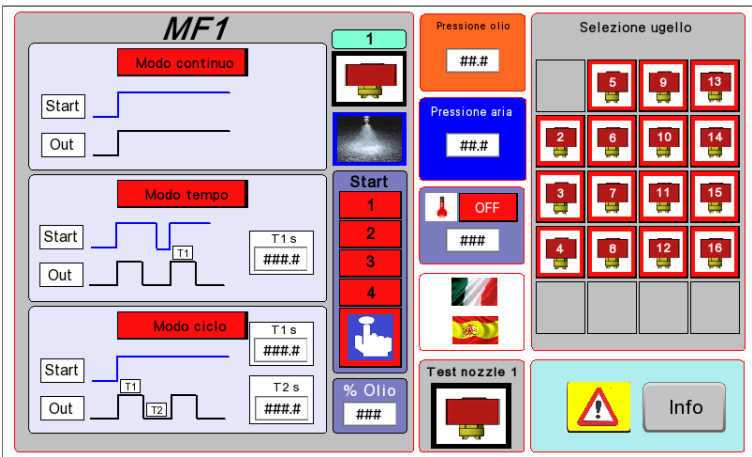 MF1
Modo continuo
Start
Out
Modo tempo
Start
T1
Out
T1 s
###.#
Modo ciclo
T1 s
###.#
Start
T1
T2
Out
T2 s
###.#
1
Start
1
2
3
4
% Olio
###
Pressione olio
##.#
Pressione aria
##.#
OFF
###
Test nozzle 1
Selezione ugello
5 9 13
2 6 10 14
3 7 11 15
4 8 12 16
Info